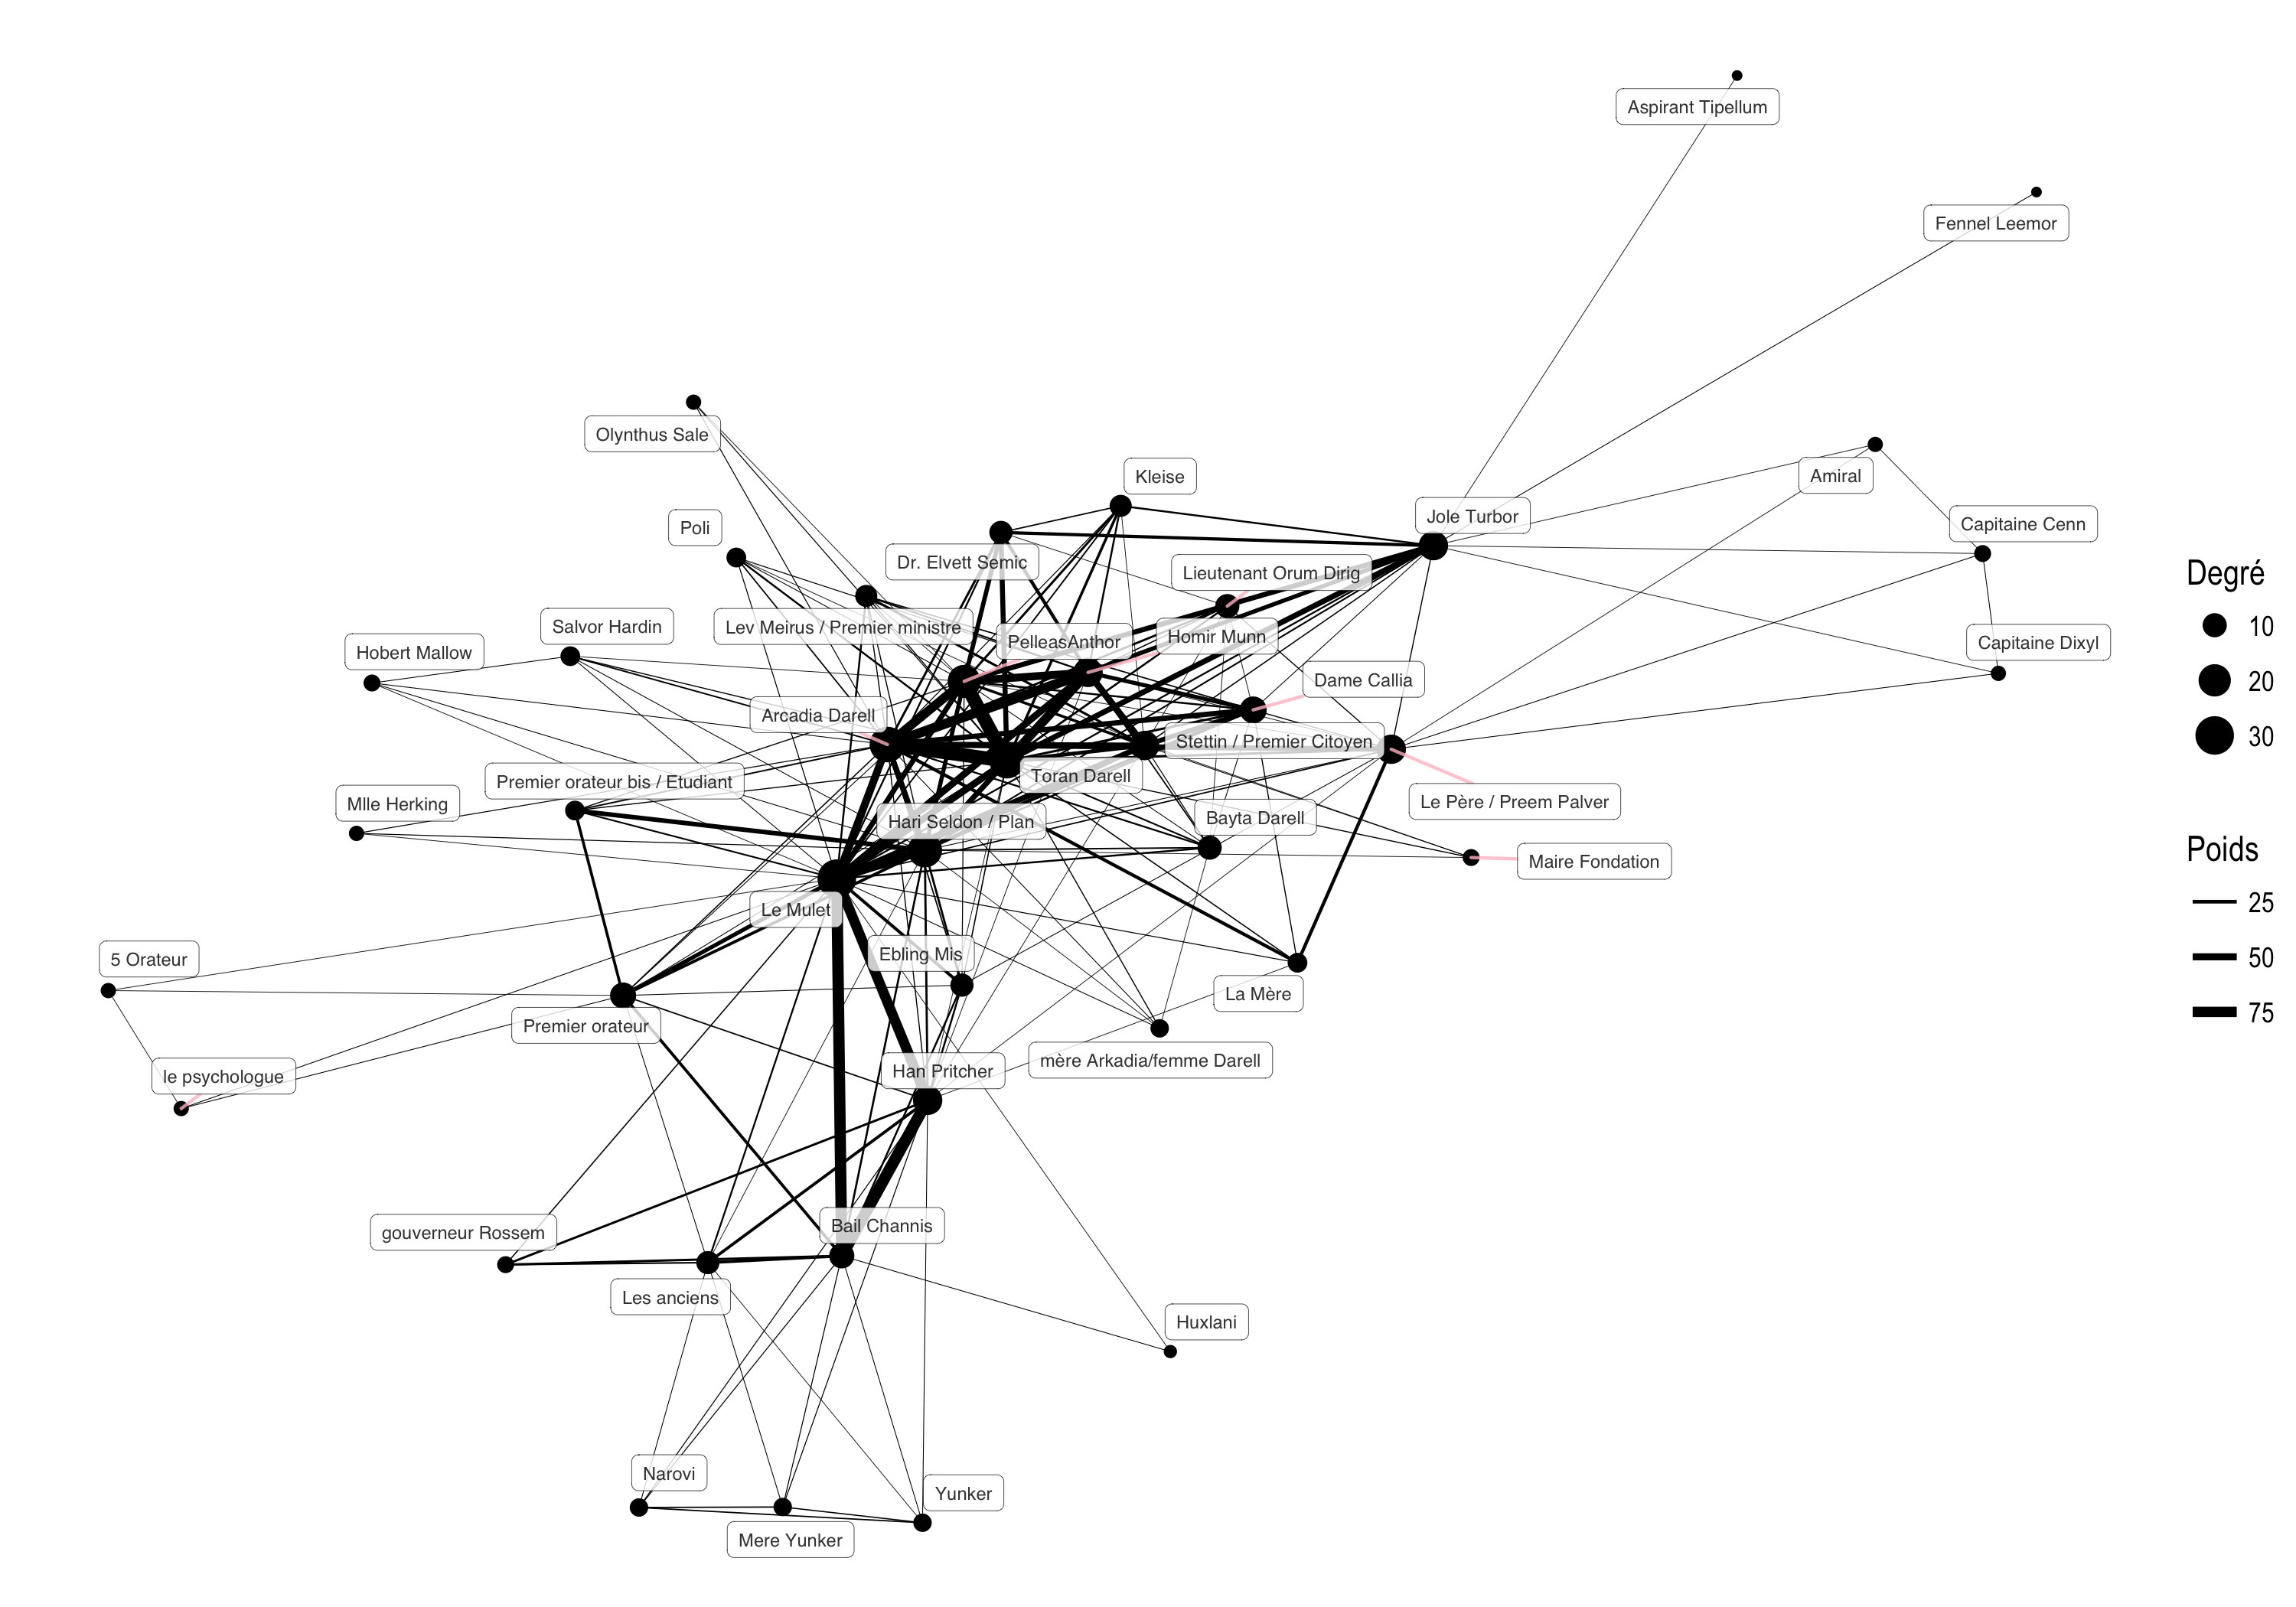 Aspirant Tipellum
Fennel Leemor
Olynthus Sale
Kleise
Amiral
Jole Turbor
Capitaine Cenn
Poli
Dr. Elvett Semic
Lieutenant Orum Dirig
Salvor Hardin
Lev Meirus / Premier ministre
PelleasAnthor
Homir Munn
Capitaine Dixyl
Hobert Mallow
Dame Callia
Arcadia Darell
Stettin / Premier Citoyen
Premier orateur bis / Etudiant
Toran Darell
Mlle Herking
Le Père / Preem Palver
Hari Seldon / Plan
Bayta Darell
Maire Fondation
Le Mulet
5 Orateur
Ebling Mis
La Mère
Premier orateur
mère Arkadia/femme Darell
le psychologue
Han Pritcher
gouverneur Rossem
Bail Channis
Les anciens
Huxlani
Narovi
Yunker
Mere Yunker
Degré
10
20
30
Poids
25
50
75